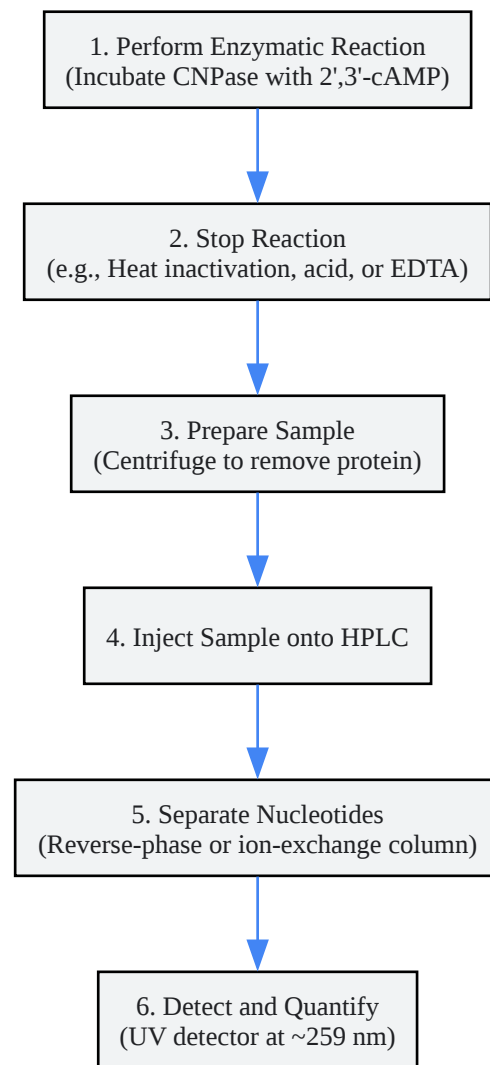 1. Perform Enzymatic Reaction
(Incubate CNPase with 2',3'-cAMP)
2. Stop Reaction
(e.g., Heat inactivation, acid, or EDTA)
3. Prepare Sample
(Centrifuge to remove protein)
4. Inject Sample onto HPLC
5. Separate Nucleotides
(Reverse-phase or ion-exchange column)
6. Detect and Quantify
(UV detector at ~259 nm)